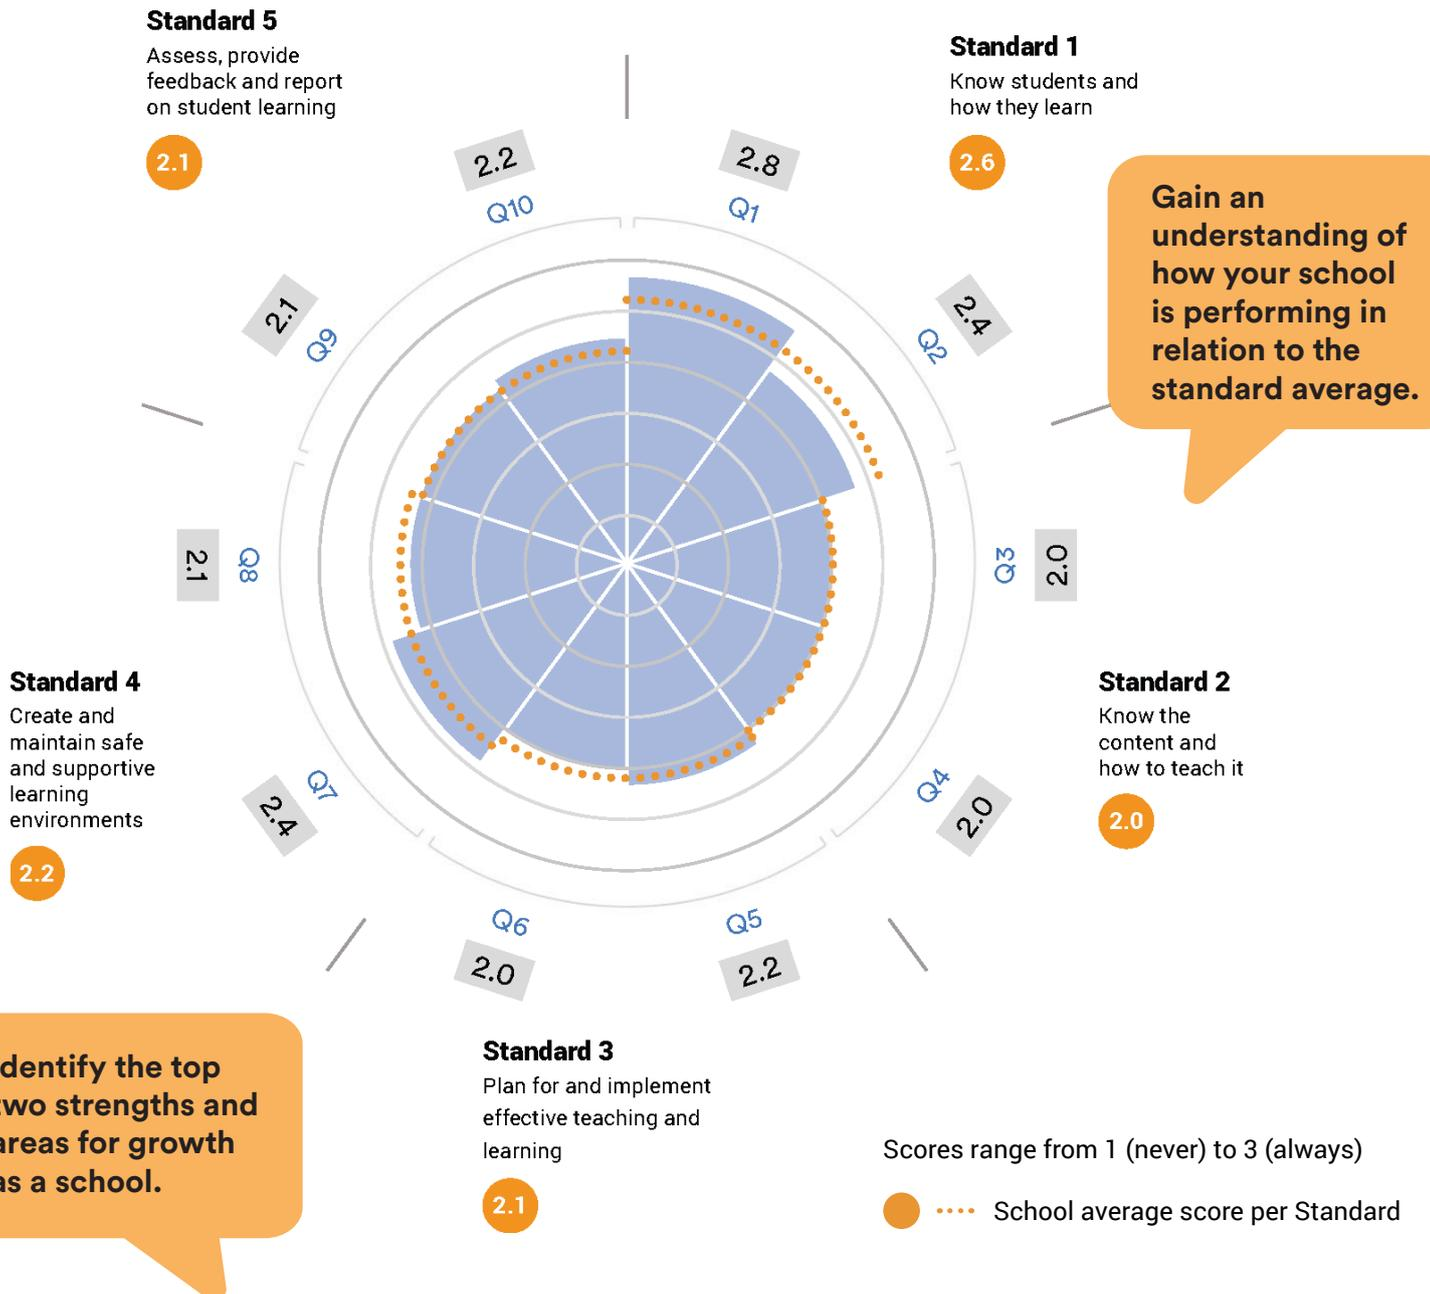 Standard 5
Assess, provide
feedback and report
on student learning
2.1
Standard 1
Know students and
how they learn
2.6
Gain an
understanding of
how your school
is performing in
relation to the
standard average.
2.2
Q10
2.8
Q1
2.1
Q9
2.4
Q2
2.1
Q8
Q3
2.0
Standard 4
Create and
maintain safe
and supportive
learning
environments
2.2
Standard 2
Know the
content and
how to teach it
2.0
Q7
2.4
Q4
2.0
Q6
2.0
Q5
2.2
Standard 3
Plan for and implement
effective teaching and
learning
2.1
dentify the top
two strengths and
areas for growth
as a school.
Scores range from 1 (never) to 3 (always)
School average score per Standard